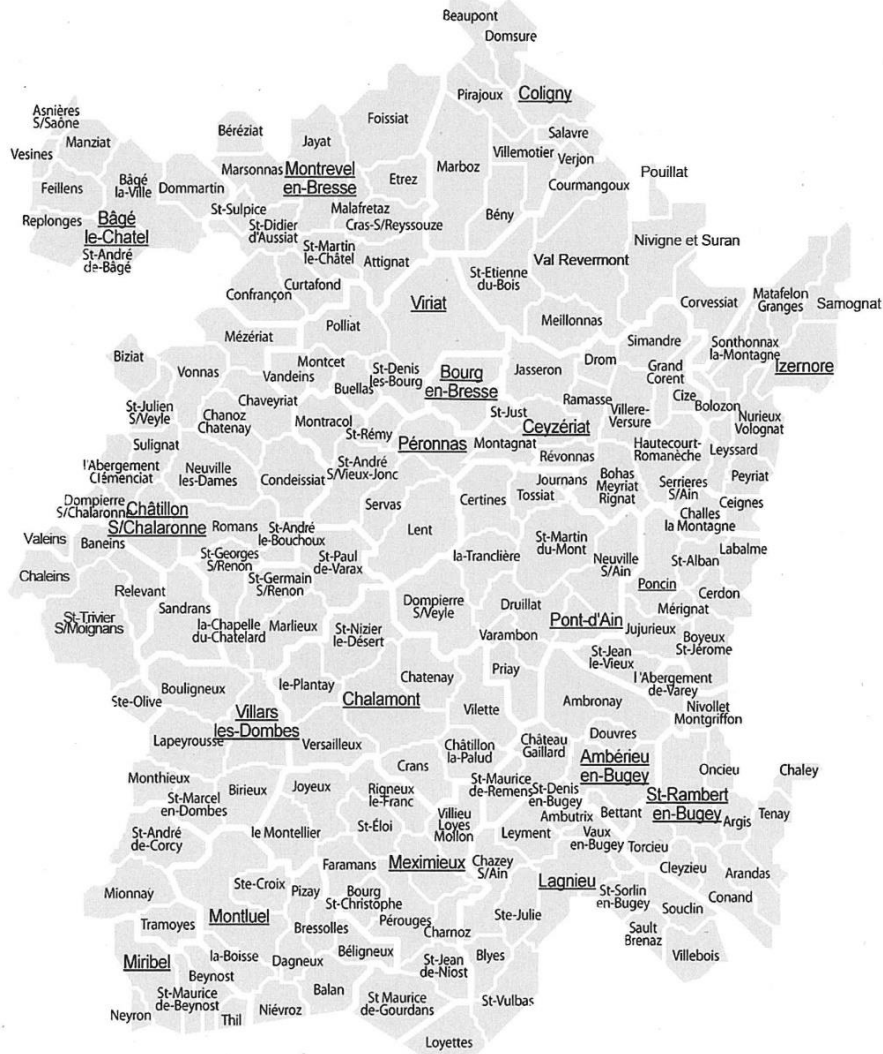 Beaupont
Domsure
Pirajoux
Coligny
Foissiat
Asnières
S/Saône
Manziat
Béréziat
Jayat
Salavre
Villemotier
Verjon
Vesines
Marsonnas
Montrevel
en-Bresse
Etrez
Marboz
Courmangoux
Pouillat
Feillens
Bâgé
la-Ville
Dommartin
Replonges
Bâgé
le-Chatel
St-Sulpice
Malafretaz
Cras-S/Reyssouze
Bény
St-Didier
d'Aussiat
St-Martin
le-Châtel
Attignat
St-André
de-Bâgé
St-Etienne
du-Bois
Val Revermont
Nivigne et Suran
Curtafond
Confrançon
Viriat
Corvessiat
Matafelon
Granges
Samognat
Polliat
Meillonnas
Mézériat
Simandre
Sonthonnax
la-Montagne
Izernore
Biziat
Vonnas
Vandeins
Montcet
Buellas
St-Denis
les-Bourg
Bourg
en-Bresse
Jasseron
Drom
Grand
Corent
Cize
Bolozon
St-Julien
S/Veyle
Chanoz
Chatenay
Chaveyriat
Montracol
St-Rémy
St-Just
Ceyzériat
Ramasse
Villere-
Versure
Nurieux
Volognat
Sulignat
Péronnas
Montagnat
Révonnas
Hautecourt-
Romanèche
Leyssard
l'Abergement
Clémenciat
Neuville
les-Dames
Condeissiat
St-André
S/Vieux-Jonc
Journans
Tossiat
Bohas
Meyriat
Rignat
Serrieres
S/Ain
Peyriat
Ceignes
Dompierre
S/Chalaronne
Châtillon
S/Chalaronne
Romans
St-André
le-Bouchoux
Servas
Lent
Certines
Challes
la Montagne
Valeins
Baneins
St-Georges
S/Renon
St-Paul
de-Varax
la-Tranclière
St-Martin
du-Mont
Neuville
S/Ain
St-Alban
Labalme
Chaleins
Relevant
St-Germain
S/Renon
Poncin
Cerdon
Mérignat
St-Trivier
S/Moignans
Sandrans
la-Chapelle
du-Chatelard
Marlieux
St-Nizier
le-Désert
Dompierre
S/Veyle
Druillat
Varambon
Pont-d'Ain
Jujurieux
Boyeux
St-Jérome
St-Jean
le-Vieux
Priay
l'Abergement
de-Varey
Ste-Olive
Bouligneux
le-Plantay
Chalamont
Chatenay
Vilette
Ambronay
Nivollet
Montgriffon
Villars
les-Dombes
Lapeyrousse
Versailleux
Châtillon
la-Palud
Château
Gaillard
Douvres
Ambérieu
en-Bugey
Crans
Oncieu
Chaley
Monthieux
St-Marcel
en-Dombes
Birieux
Joyeux
Rigneux
le-Franc
St-Maurice
de-Remens
St-Denis
en-Bugey
St-Rambert
en-Bugey
Argis
Tenay
St-André
de-Corcy
le Montellier
St-Éloi
Villieu
Loyes
Mollon
Leyment
Ambutrix
Bettant
Vaux
en-Bugey
Torcieu
Faramans
Meximieux
Chazey
S/Ain
Cleyzieu
Arandas
Mionnay
Ste-Croix
Pizay
Bourg
St-Christophe
Lagnieu
St-Sorlin
en-Bugey
Souclin
Conand
Tramoyes
Montluel
Bressolles
Pérouges
Charnoz
Ste-Julie
Sault
Brenaz
Villebois
Miribel
la-Boisse
Beynost
Dagneux
Béligneux
St-Jean
de-Niost
Blyes
St-Maurice
de-Beynost
Neyron
Thil
Niévroz
Balan
St Maurice
de-Gourdans
St-Vulbas
Loyettes